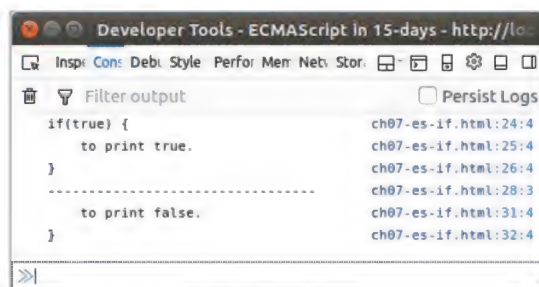 Developer Tools - ECMAScript in 15-days - http://lo
Insp Cons Debu Style Perfor Mem Netw Stor
Filter output Persist Logs
if(true) { ch07-es-if.html:24:4
to print true. ch07-es-if.html:25:4
} ch07-es-if.html:26:4
--------------------------------- ch07-es-if.html:28:3
to print false. ch07-es-if.html:31:4
} ch07-es-if.html:32:4
≫